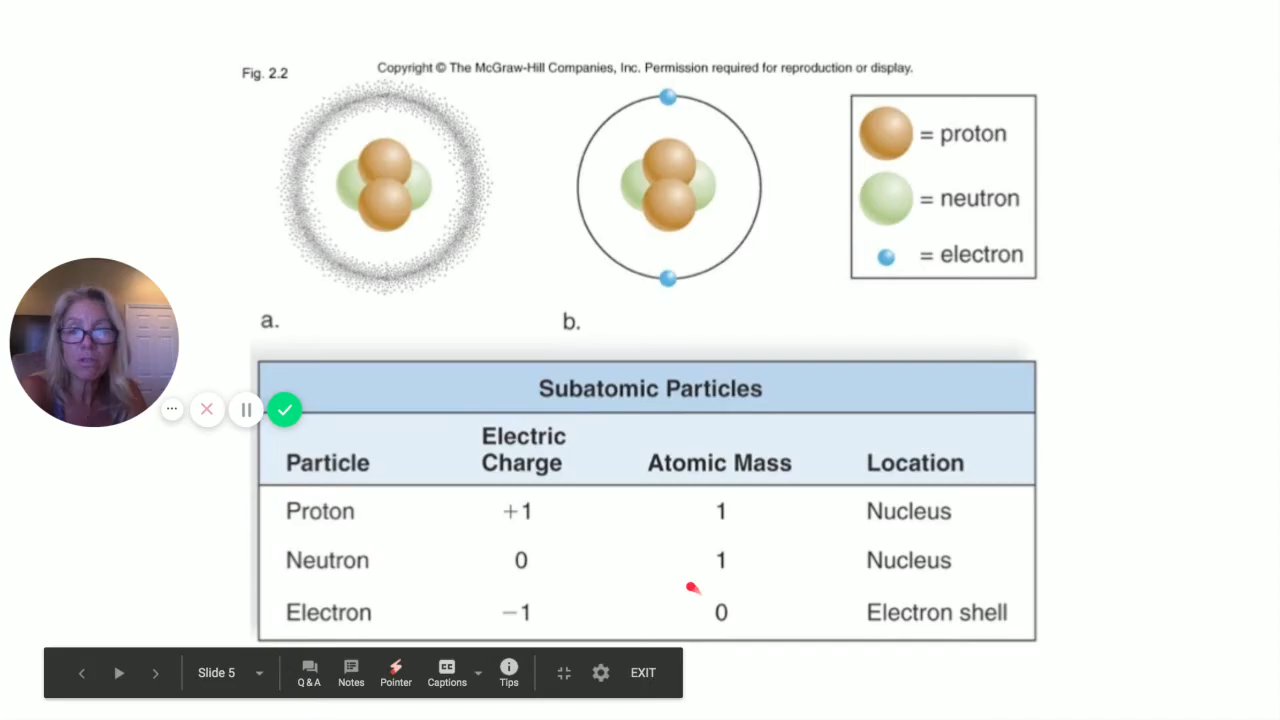 Fig. 2.2
Copyright © The McGraw-Hill Companies, Inc. Permission required for reproduction or display.
= proton
= neutron
= electron
a.
b.
Subatomic Particles
Particle Electric Charge Atomic Mass Location
Proton +1 1 Nucleus
Neutron 0 1 Nucleus
Electron −1 0 Electron shell
Slide 5
Q & A
Notes
Pointer
CC
Captions
Tips
EXIT